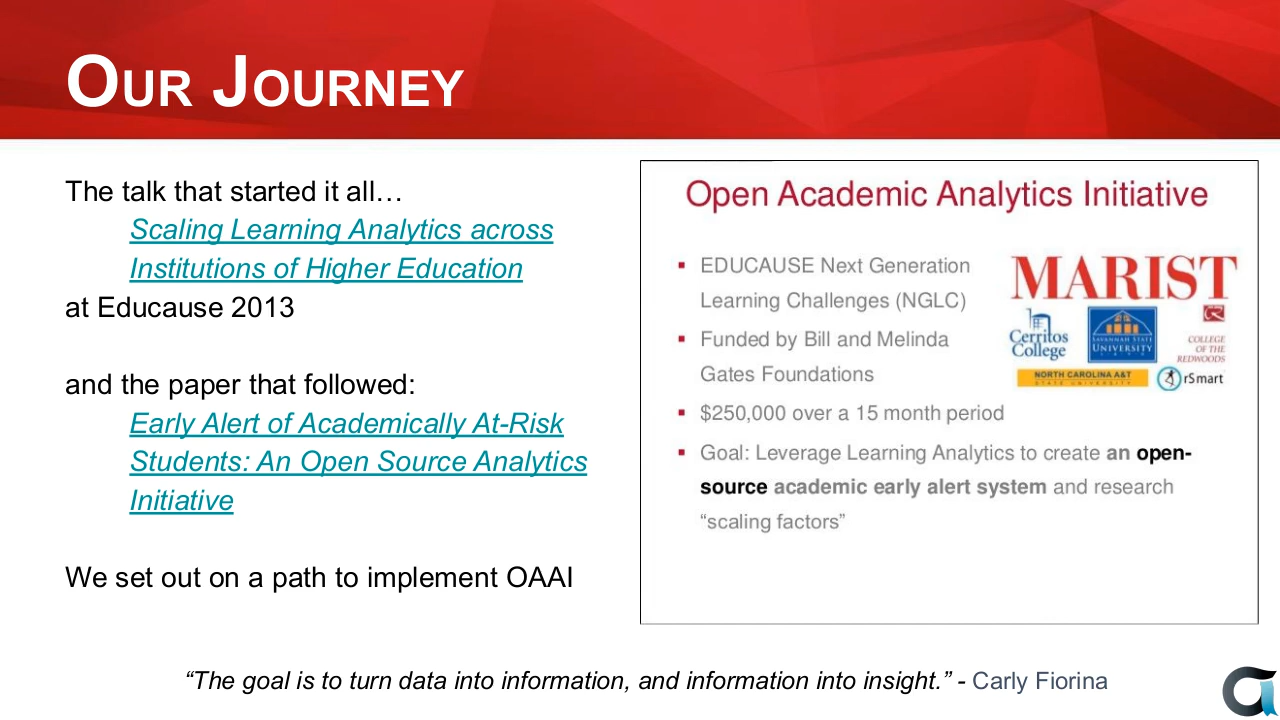 OUR JOURNEY
The talk that started it all…
Scaling Learning Analytics across
Institutions of Higher Education
at Educause 2013
and the paper that followed:
Early Alert of Academically At-Risk
Students: An Open Source Analytics
Initiative
We set out on a path to implement OAAI
Open Academic Analytics Initiative
▪ EDUCAUSE Next Generation
Learning Challenges (NGLC)
▪ Funded by Bill and Melinda
Gates Foundations
▪ $250,000 over a 15 month period
▪ Goal: Leverage Learning Analytics to create an open-
source academic early alert system and research
“scaling factors”
MARIST
Cerritos
College
SAVANNAH STATE
UNIVERSITY
COLLEGE
OF THE
REDWOODS
NORTH CAROLINA A&T
STATE UNIVERSITY
rSmart
“The goal is to turn data into information, and information into insight.” - Carly Fiorina